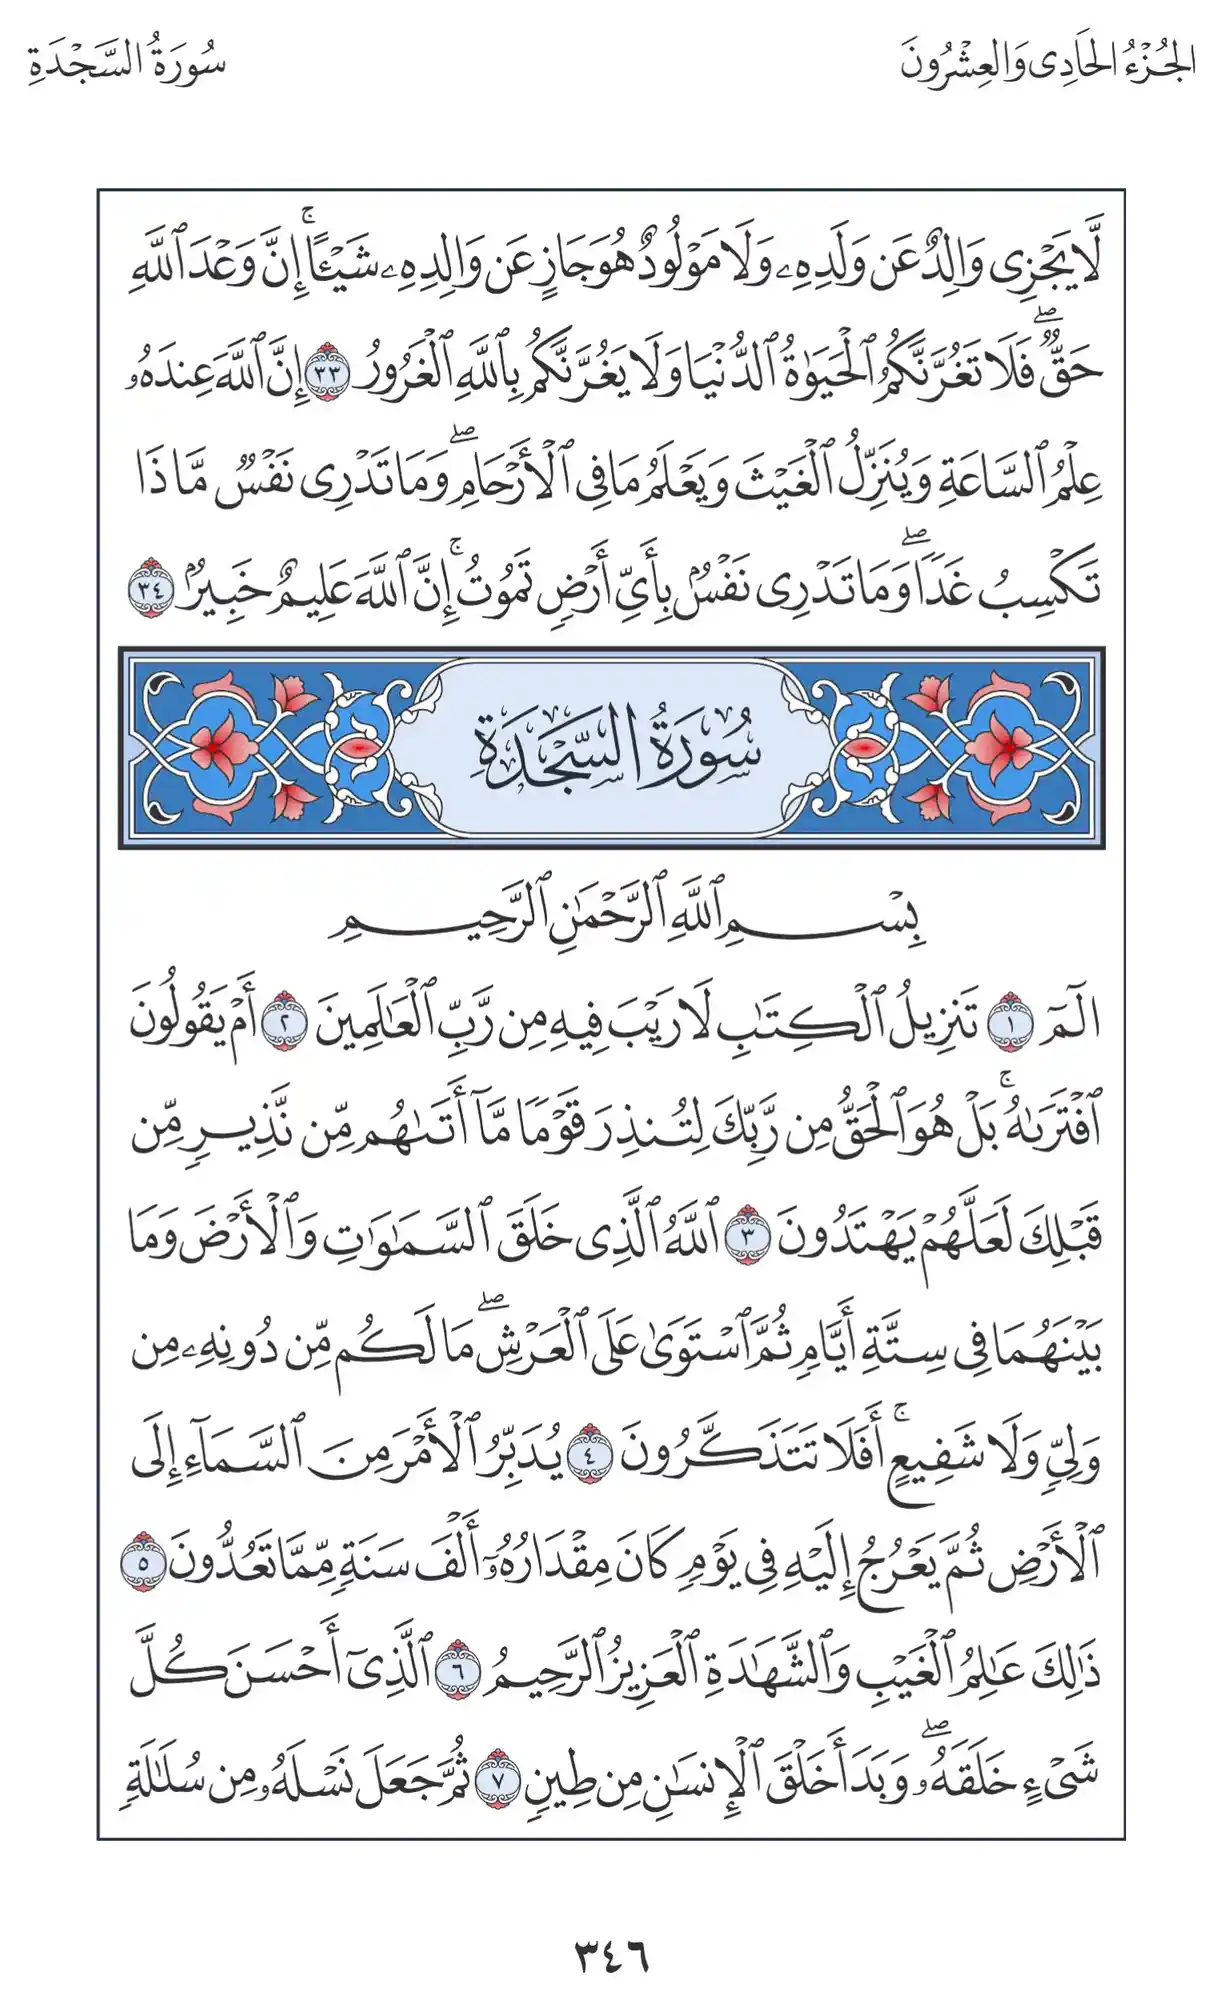 الجُزْءُ الحَادِى وَالعِشْرُونَ
سُورَةُ السَّجْدَةِ
لَّا يَجْزِى وَالِدٌ عَن وَلَدِهِۦ وَلَا مَوْلُودٌ هُوَ جَازٍ عَن وَالِدِهِۦ شَيْـًٔا ۚ إِنَّ وَعْدَ ٱللَّهِ
حَقٌّ ۖ فَلَا تَغُرَّنَّكُمُ ٱلْحَيَوٰةُ ٱلدُّنْيَا وَلَا يَغُرَّنَّكُم بِٱللَّهِ ٱلْغَرُورُ ٣٣ إِنَّ ٱللَّهَ عِندَهُۥ
عِلْمُ ٱلسَّاعَةِ وَيُنَزِّلُ ٱلْغَيْثَ وَيَعْلَمُ مَا فِى ٱلْأَرْحَامِ ۖ وَمَا تَدْرِى نَفْسٌ مَّاذَا
تَكْسِبُ غَدًا ۖ وَمَا تَدْرِى نَفْسٌۢ بِأَىِّ أَرْضٍ تَمُوتُ ۚ إِنَّ ٱللَّهَ عَلِيمٌ خَبِيرٌۢ ٣٤
سُورَةُ السَّجْدَةِ
بِسْمِ ٱللَّهِ ٱلرَّحْمَٰنِ ٱلرَّحِيمِ
الٓمٓ ١ تَنزِيلُ ٱلْكِتَٰبِ لَا رَيْبَ فِيهِ مِن رَّبِّ ٱلْعَٰلَمِينَ ٢ أَمْ يَقُولُونَ
ٱفْتَرَىٰهُ ۚ بَلْ هُوَ ٱلْحَقُّ مِن رَّبِّكَ لِتُنذِرَ قَوْمًا مَّآ أَتَىٰهُم مِّن نَّذِيرٍ مِّن
قَبْلِكَ لَعَلَّهُمْ يَهْتَدُونَ ٣ ٱللَّهُ ٱلَّذِى خَلَقَ ٱلسَّمَٰوَٰتِ وَٱلْأَرْضَ وَمَا
بَيْنَهُمَا فِى سِتَّةِ أَيَّامٍ ثُمَّ ٱسْتَوَىٰ عَلَى ٱلْعَرْشِ ۖ مَا لَكُم مِّن دُونِهِۦ مِن
وَلِىٍّ وَلَا شَفِيعٍ ۚ أَفَلَا تَتَذَكَّرُونَ ٤ يُدَبِّرُ ٱلْأَمْرَ مِنَ ٱلسَّمَآءِ إِلَى
ٱلْأَرْضِ ثُمَّ يَعْرُجُ إِلَيْهِ فِى يَوْمٍ كَانَ مِقْدَارُهُۥٓ أَلْفَ سَنَةٍ مِّمَّا تَعُدُّونَ ٥
ذَٰلِكَ عَٰلِمُ ٱلْغَيْبِ وَٱلشَّهَٰدَةِ ٱلْعَزِيزُ ٱلرَّحِيمُ ٦ ٱلَّذِىٓ أَحْسَنَ كُلَّ
شَىْءٍ خَلَقَهُۥ ۖ وَبَدَأَ خَلْقَ ٱلْإِنسَٰنِ مِن طِينٍ ٧ ثُمَّ جَعَلَ نَسْلَهُۥ مِن سُلَٰلَةٍ
٣٤٦